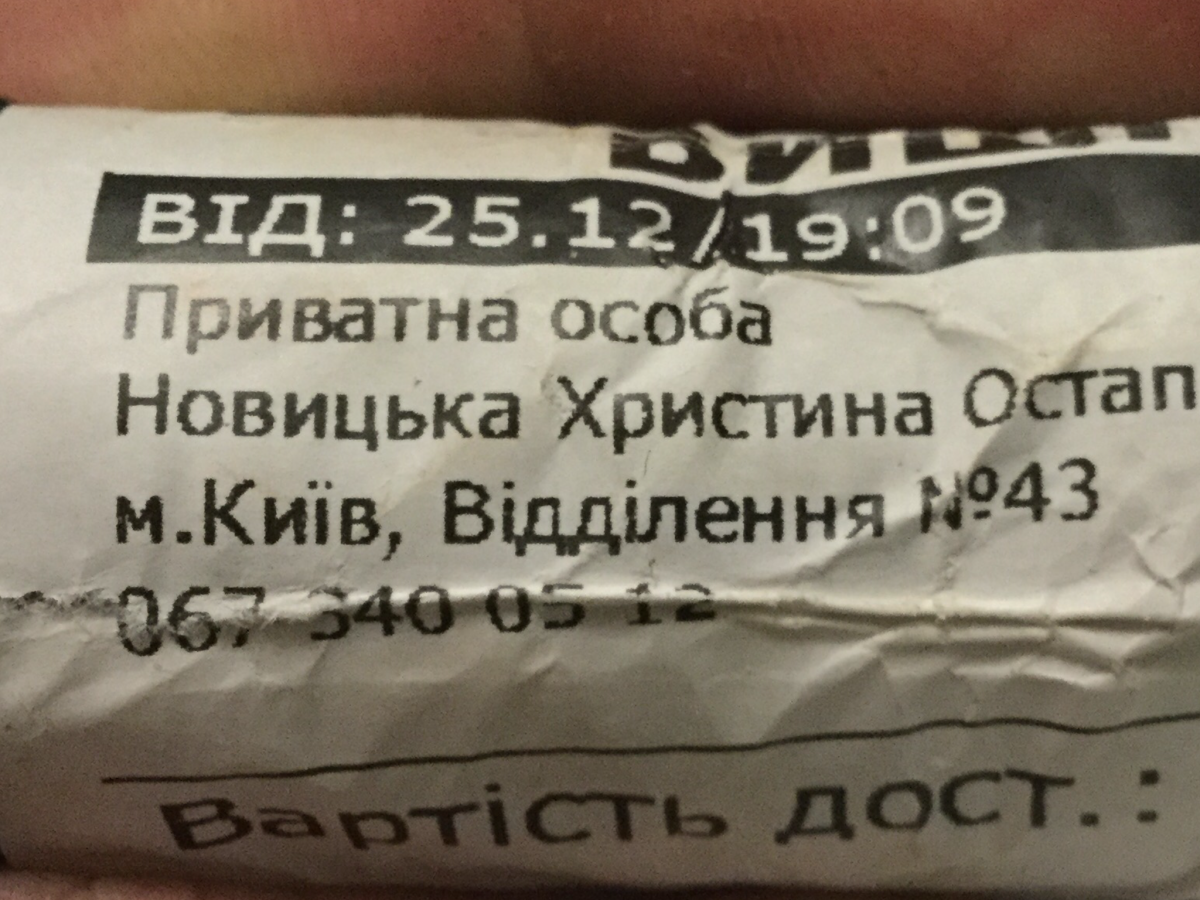 ВІД: 25.12/19:09
Приватна особа
Новицька Христина Остап
м.Київ, Відділення №43
067 340 05 12
Вартість дост. :